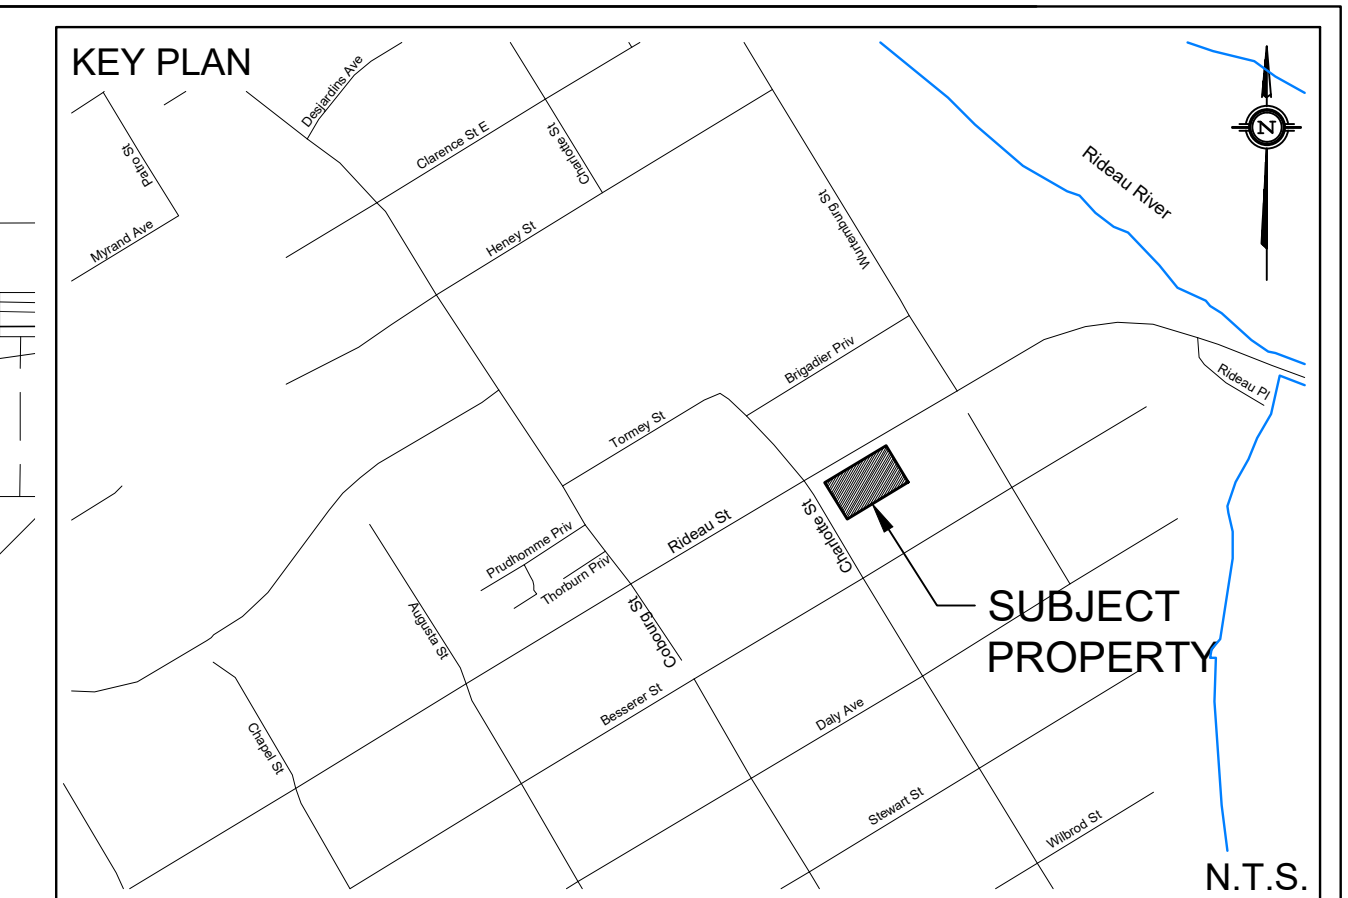 KEY PLAN
Desjardins Ave
Clarence St E
Charlotte St
Patro St
Myrand Ave
Heney St
Wurtemburg St
Rideau River
N
Brigadier Priv
Rideau Pl
Tormey St
Rideau St
Charlotte St
Prudhomme Priv
Thorburn Priv
Augusta St
Cobourg St
SUBJECT
PROPERTY
Besserer St
Daly Ave
Chapel St
Stewart St
Wilbrod St
N.T.S.